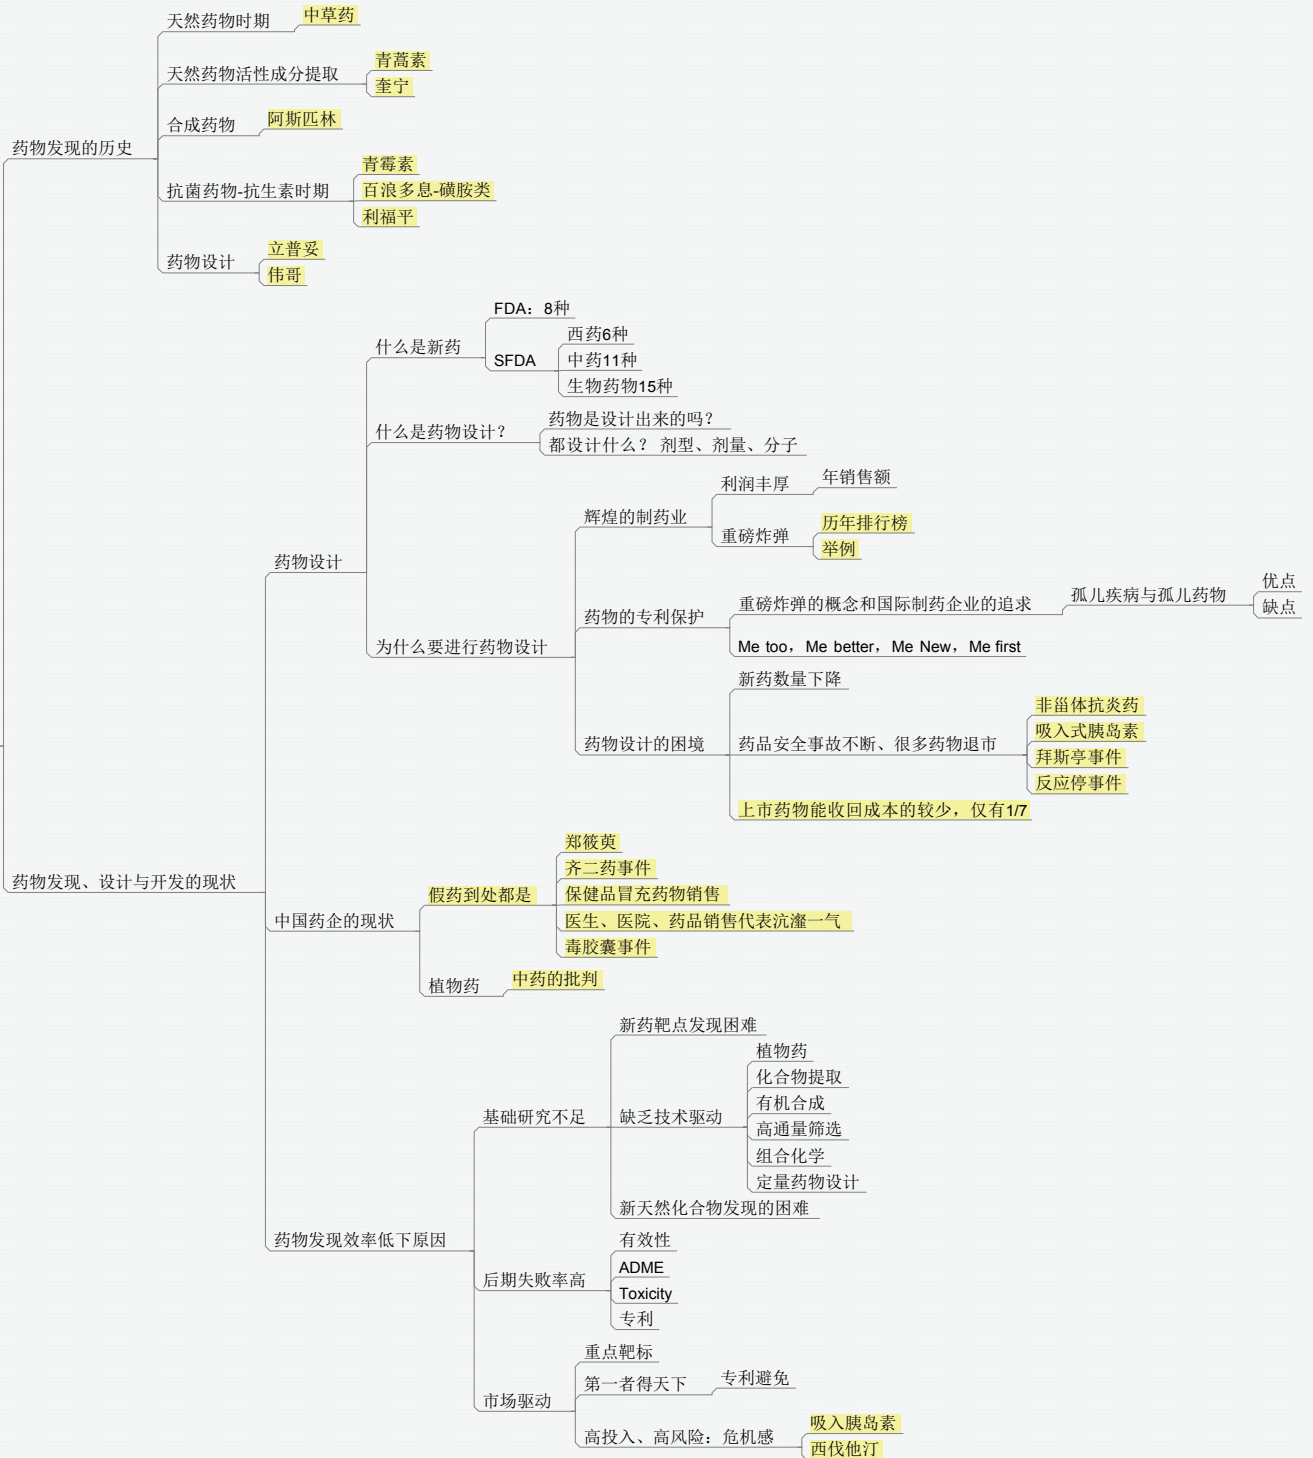 天然药物时期
中草药
天然药物活性成分提取
青蒿素
奎宁
合成药物
阿斯匹林
药物发现的历史
抗菌药物-抗生素时期
青霉素
百浪多息-磺胺类
利福平
药物设计
立普妥
伟哥
什么是新药
FDA：8种
SFDA
西药6种
中药11种
生物药物15种
什么是药物设计？
药物是设计出来的吗？
都设计什么？ 剂型、剂量、分子
药物设计
为什么要进行药物设计
辉煌的制药业
利润丰厚
年销售额
重磅炸弹
历年排行榜
举例
药物的专利保护
重磅炸弹的概念和国际制药企业的追求
孤儿疾病与孤儿药物
优点
缺点
Me too，Me better，Me New，Me first
药物设计的困境
新药数量下降
药品安全事故不断、很多药物退市
非甾体抗炎药
吸入式胰岛素
拜斯亭事件
反应停事件
上市药物能收回成本的较少，仅有1/7
药物发现、设计与开发的现状
中国药企的现状
假药到处都是
郑筱萸
齐二药事件
保健品冒充药物销售
医生、医院、药品销售代表沆瀣一气
毒胶囊事件
植物药
中药的批判
药物发现效率低下原因
基础研究不足
新药靶点发现困难
缺乏技术驱动
植物药
化合物提取
有机合成
高通量筛选
组合化学
定量药物设计
新天然化合物发现的困难
后期失败率高
有效性
ADME
Toxicity
专利
市场驱动
重点靶标
第一者得天下
专利避免
高投入、高风险：危机感
吸入胰岛素
西伐他汀